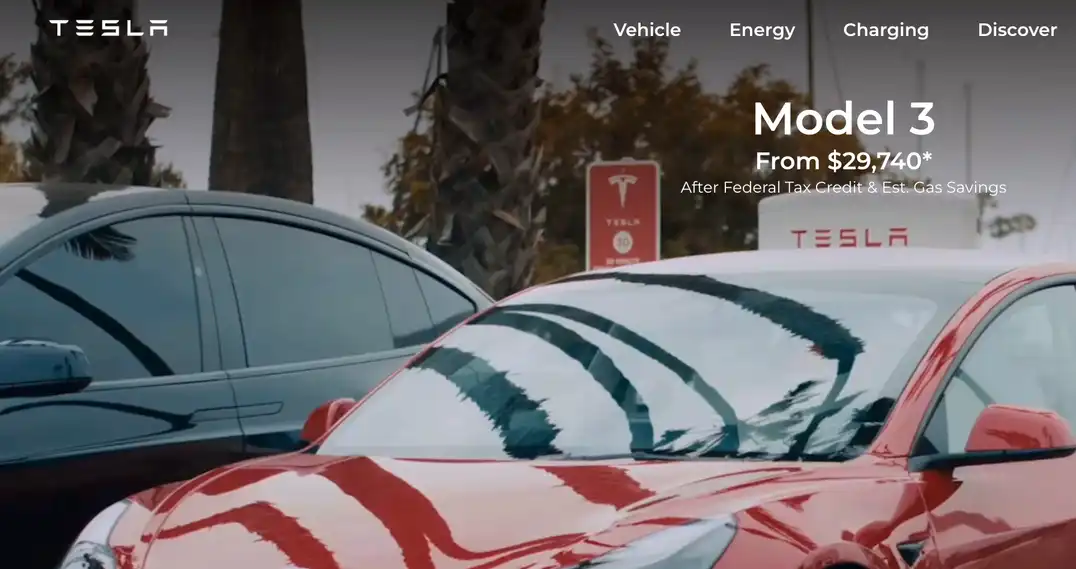 TESLA
Vehicle
Energy
Charging
Discover
Model 3
From $29,740*
After Federal Tax Credit & Est. Gas Savings
TESLA
30
TESLA